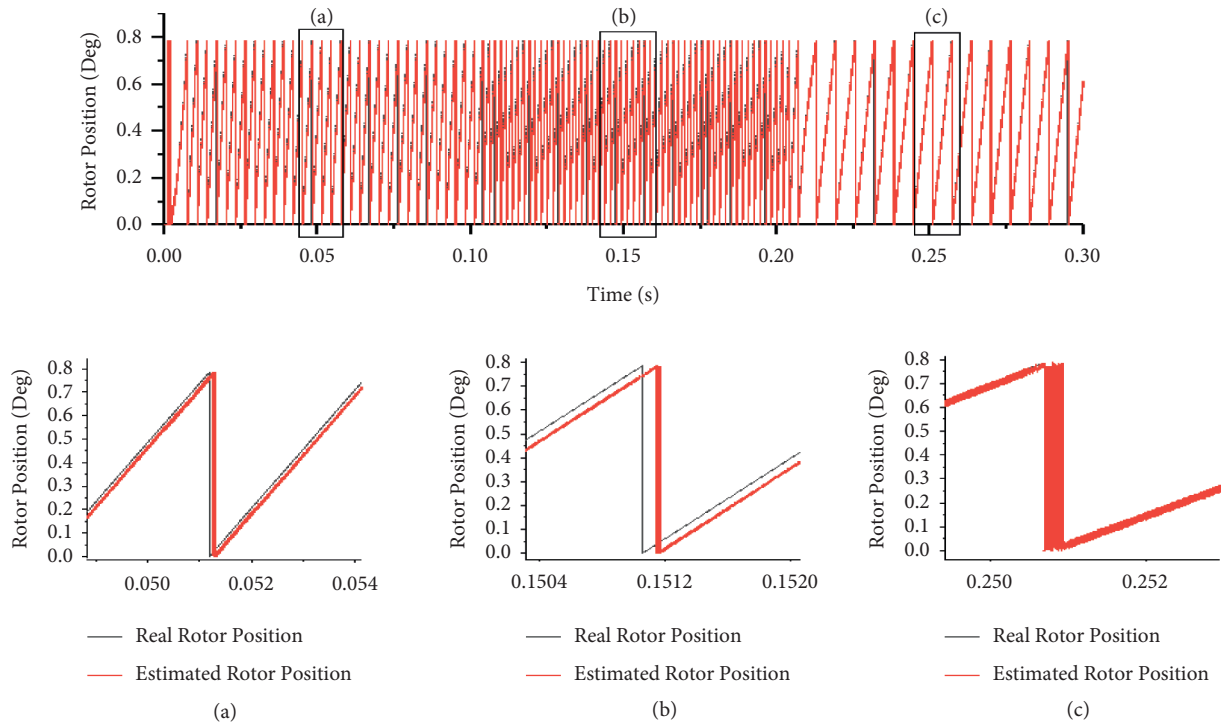 (a) (b) (c)
Rotor Position (Deg)
0.8
0.6
0.4
0.2
0.0
0.00 0.05 0.10 0.15 0.20 0.25 0.30
Time (s)
Rotor Position (Deg)
0.8
0.7
0.6
0.5
0.4
0.3
0.2
0.1
0.0
0.050 0.052 0.054
Real Rotor Position
Estimated Rotor Position
(a)
Rotor Position (Deg)
0.8
0.7
0.6
0.5
0.4
0.3
0.2
0.1
0.0
0.1504 0.1512 0.1520
Real Rotor Position
Estimated Rotor Position
(b)
Rotor Position (Deg)
0.8
0.7
0.6
0.5
0.4
0.3
0.2
0.1
0.0
0.250 0.252
Real Rotor Position
Estimated Rotor Position
(c)